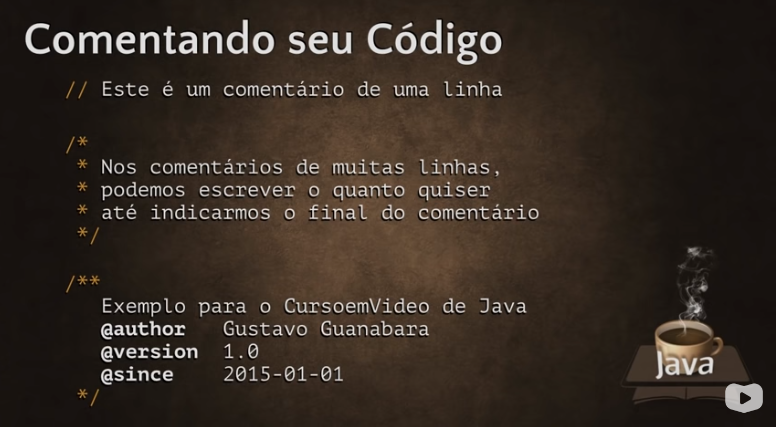 Comentando seu Código
// Este é um comentário de uma linha
/*
* Nos comentários de muitas linhas,
* podemos escrever o quanto quiser
* até indicarmos o final do comentário
*/
/**
Exemplo para o CursoemVideo de Java
@author Gustavo Guanabara
@version 1.0
@since 2015-01-01
*/
Java